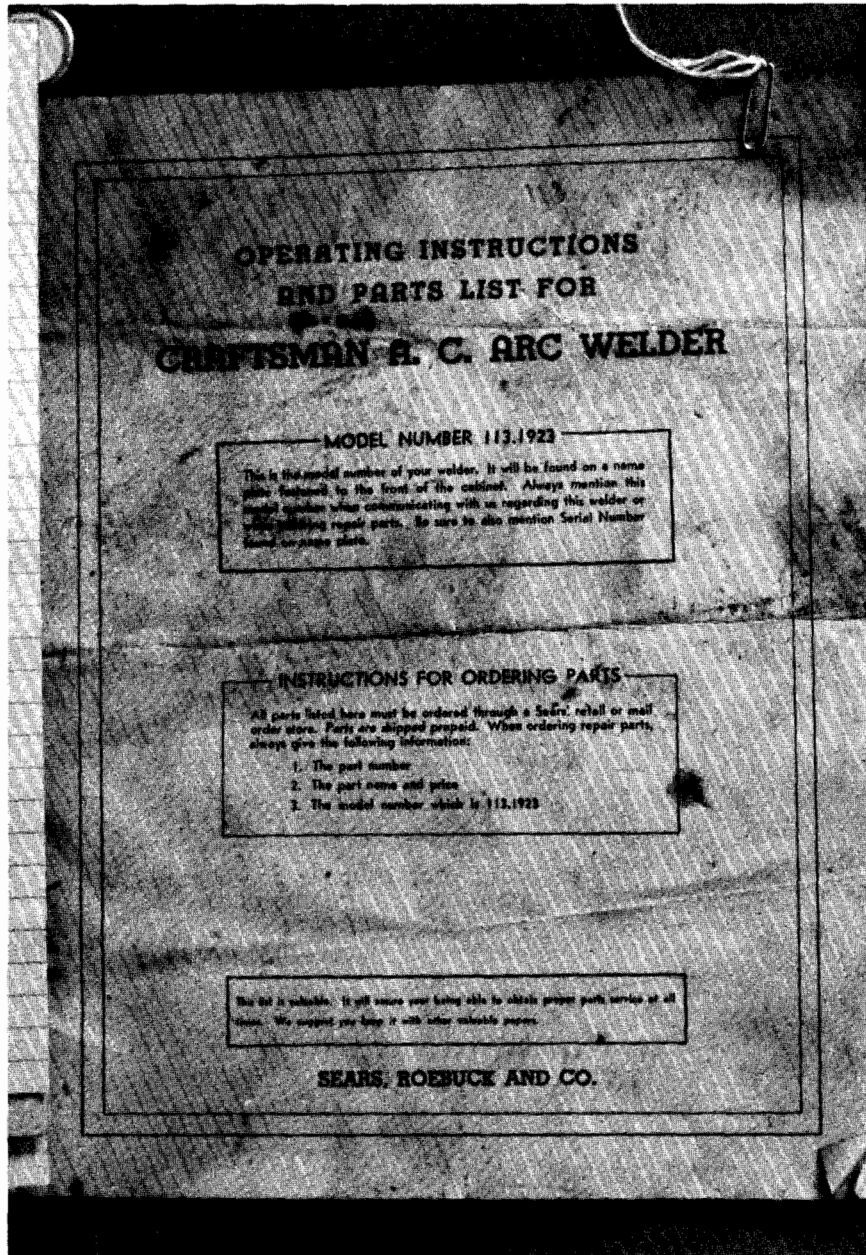 113
OPERATING INSTRUCTIONS
AND PARTS LIST FOR
CRAFTSMAN A. C. ARC WELDER
MODEL NUMBER 113.1923
This is the model number of your welder. It will be found on a name
plate fastened to the front of the cabinet. Always mention this
model number when communicating with us regarding this welder or
when ordering repair parts. Be sure to also mention Serial Number
found on name plate.
INSTRUCTIONS FOR ORDERING PARTS
All parts listed here must be ordered through a Sears' retail or mail
order store. Parts are shipped prepaid. When ordering repair parts,
always give the following information:
1. The part number
2. The part name and price
3. The model number which is 113.1923
This list is valuable. It will assure your being able to obtain proper parts service at all
times. We suggest you keep it with other valuable papers.
SEARS, ROEBUCK AND CO.